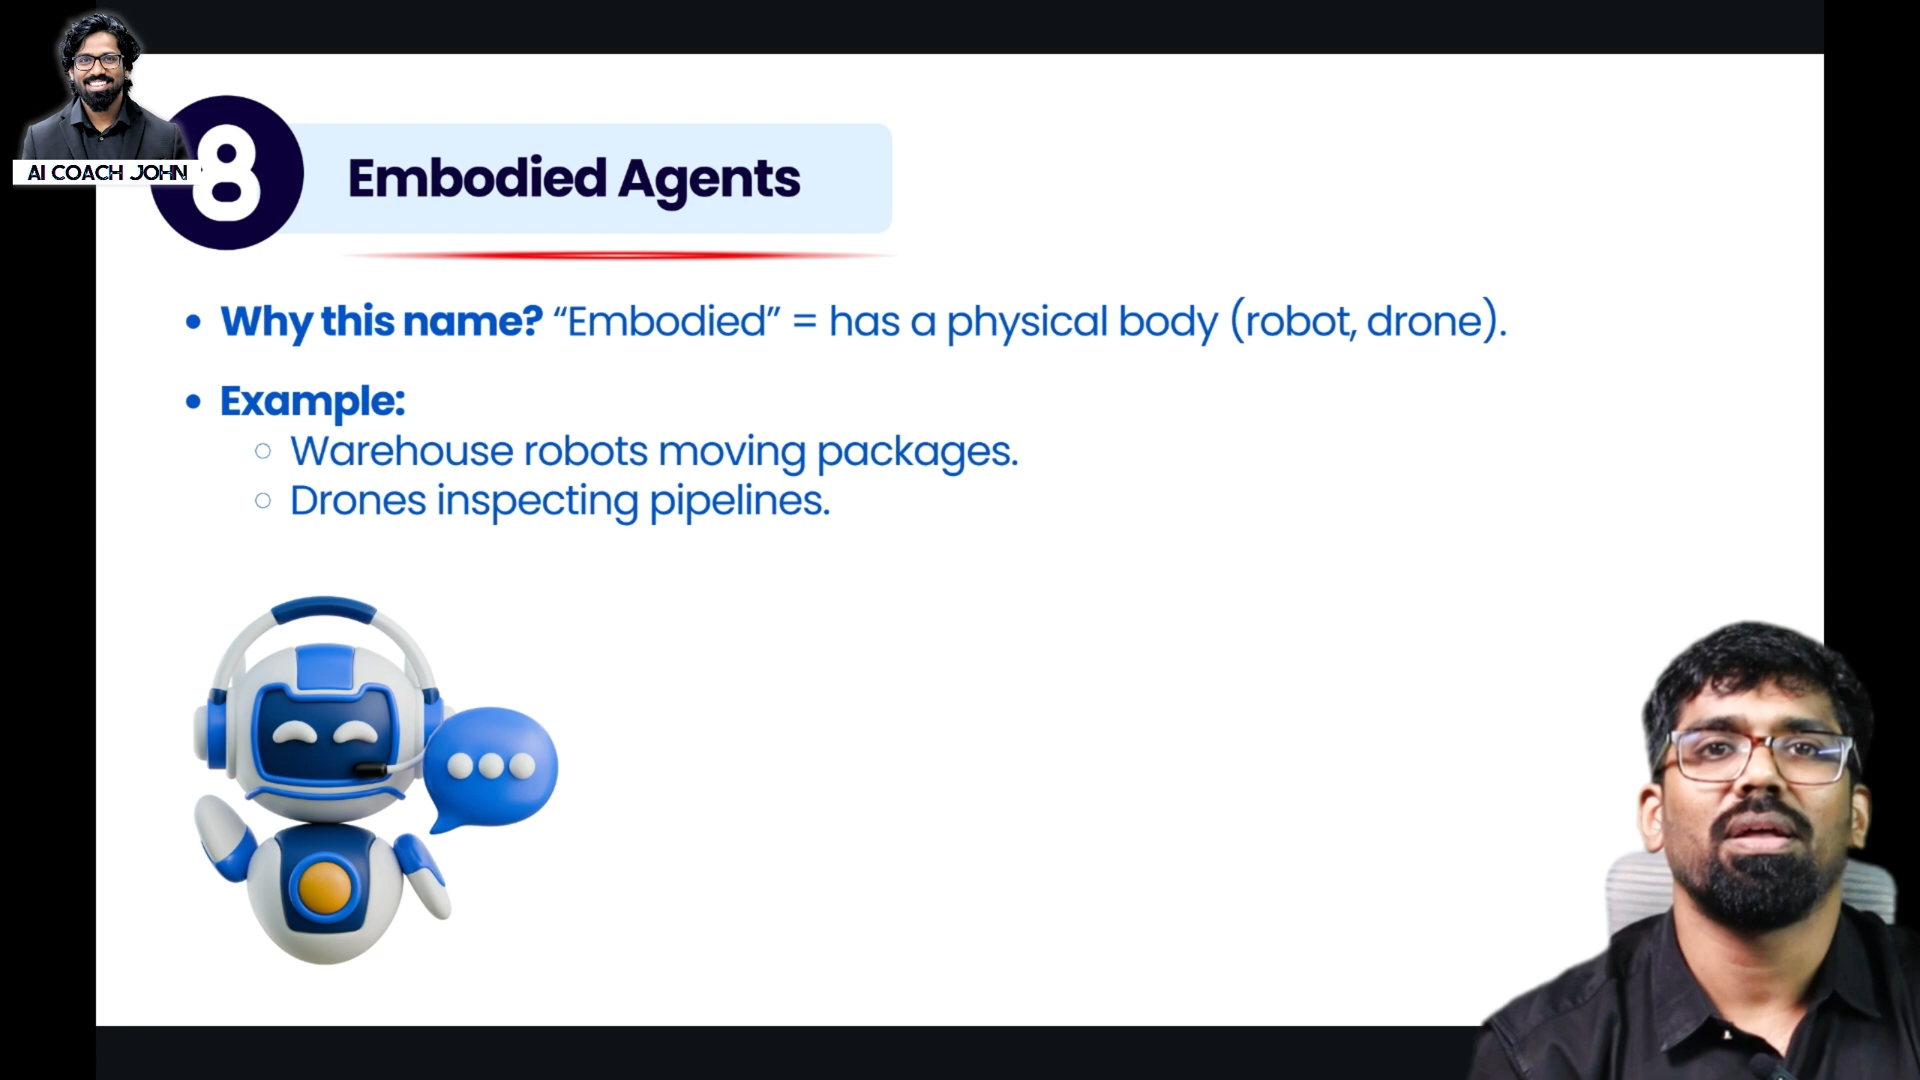 AI COACH JOHN
8
Embodied Agents
• Why this name? “Embodied” = has a physical body (robot, drone).
• Example:
○ Warehouse robots moving packages.
○ Drones inspecting pipelines.